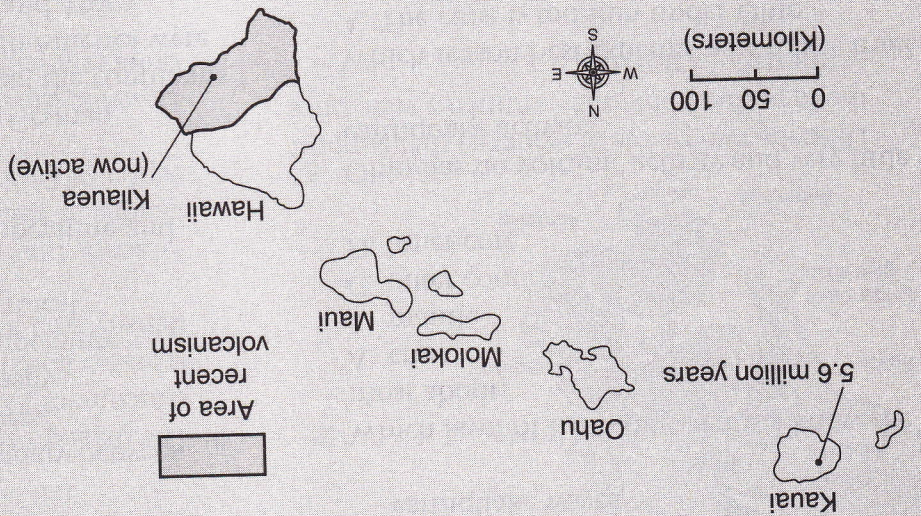 Kauai
5.6 million years
Oahu
Molokai
Maui
Area of
recent
volcanism
Hawaii
Kilauea
(now active)
N
W
E
S
0 50 100
(Kilometers)